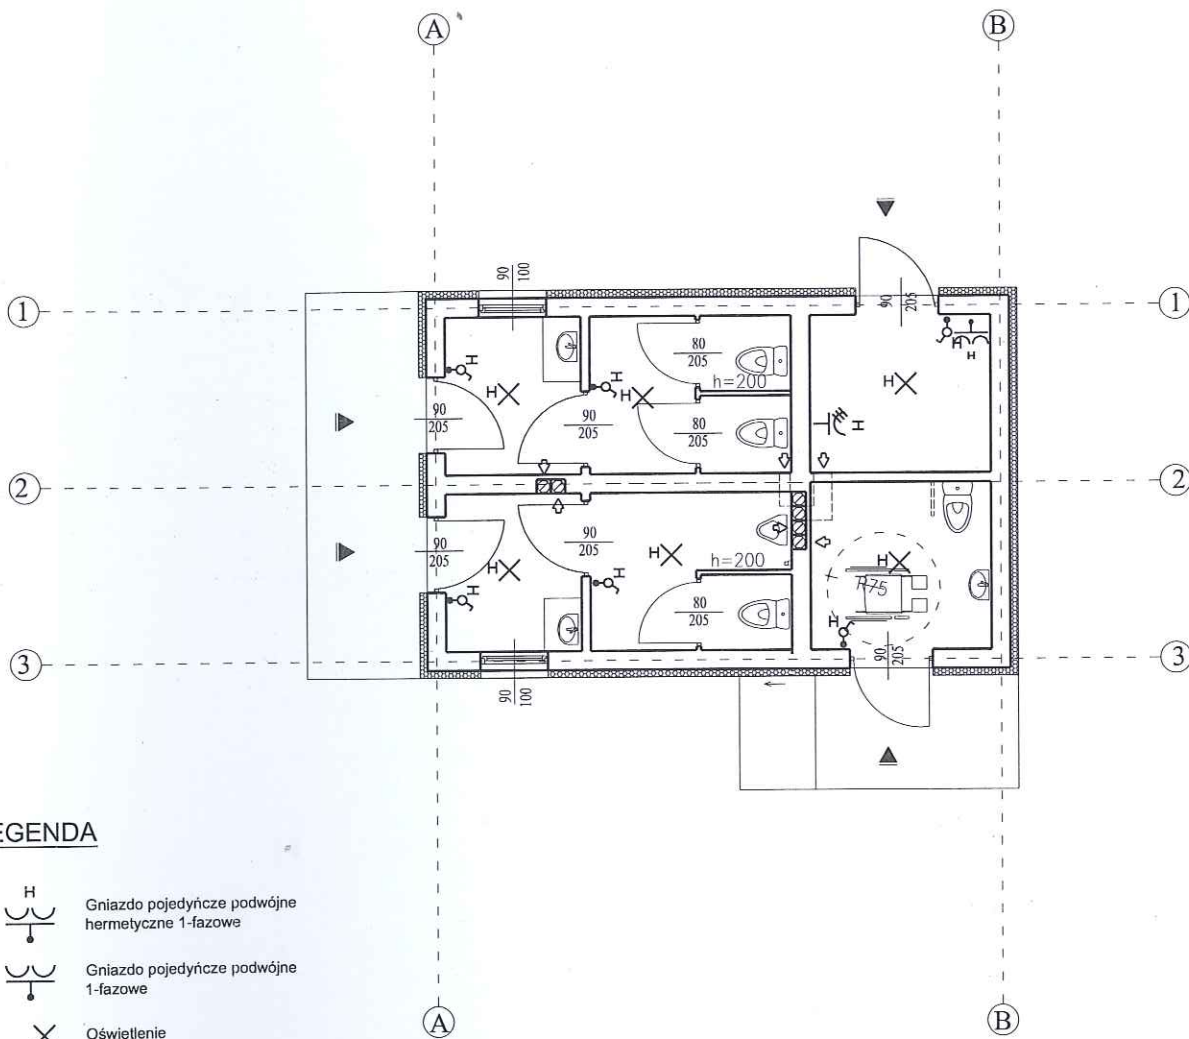 A
B
90
100
1
90
205
1
H
H
H
80
205
h=200
H
H
H
H
H
90
205
90
205
80
205
H
2
2
90
205
90
205
H
h=200
H
H
H
H
80
205
R75
H
H
3
90
205
3
90
100
EGENDA
H
Gniazdo pojedyńcze podwójne
hermetyczne 1-fazowe
Gniazdo pojedyńcze podwójne
1-fazowe
Oświetlenie
A
B